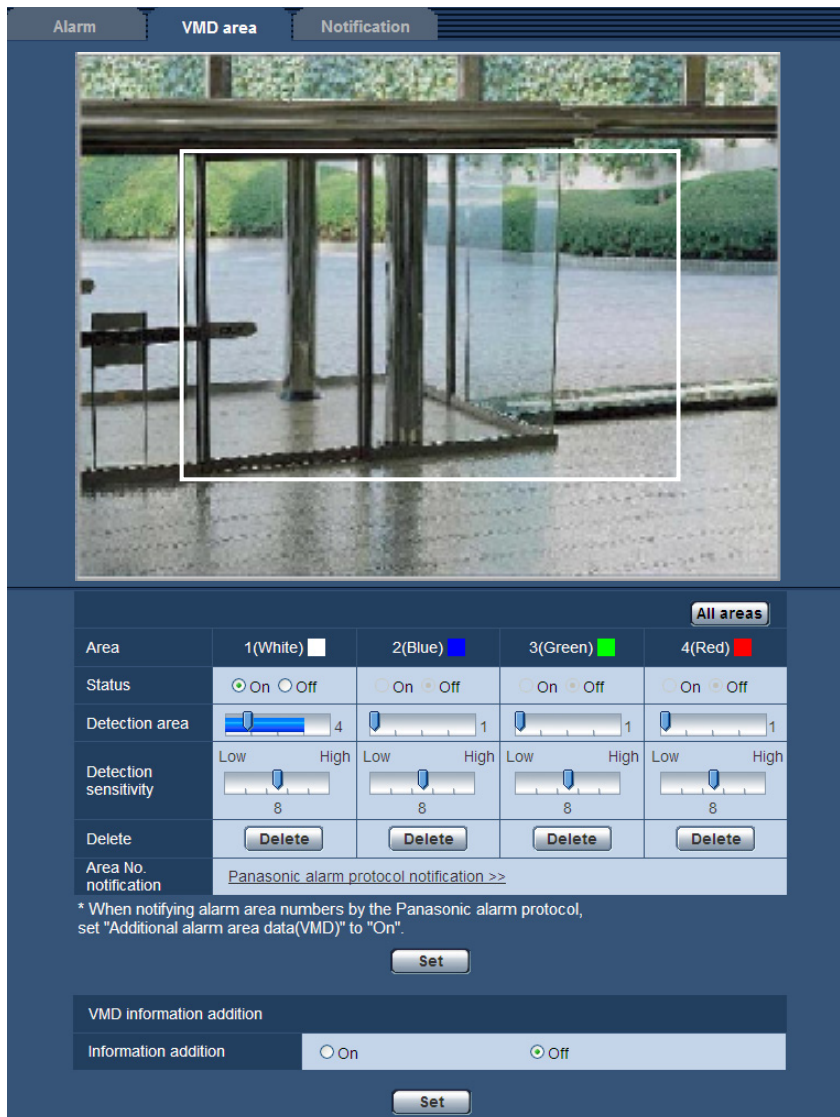 Alarm VMD area Notification
All areas
Area 1(White) 2(Blue) 3(Green) 4(Red)
Status On Off On Off On Off On Off
Detection area 4 1 1 1
Low High Low High Low High Low High
Detection
sensitivity
8 8 8 8
Delete Delete Delete Delete Delete
Area No.
notification
Panasonic alarm protocol notification >>
* When notifying alarm area numbers by the Panasonic alarm protocol,
set "Additional alarm area data(VMD)" to "On".
Set
VMD information addition
Information addition On Off
Set